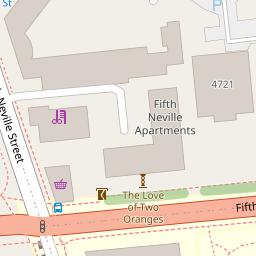 St
P
4721
Fifth
Neville
Apartments
Neville Street
The Love
of Two
Oranges
Fifth